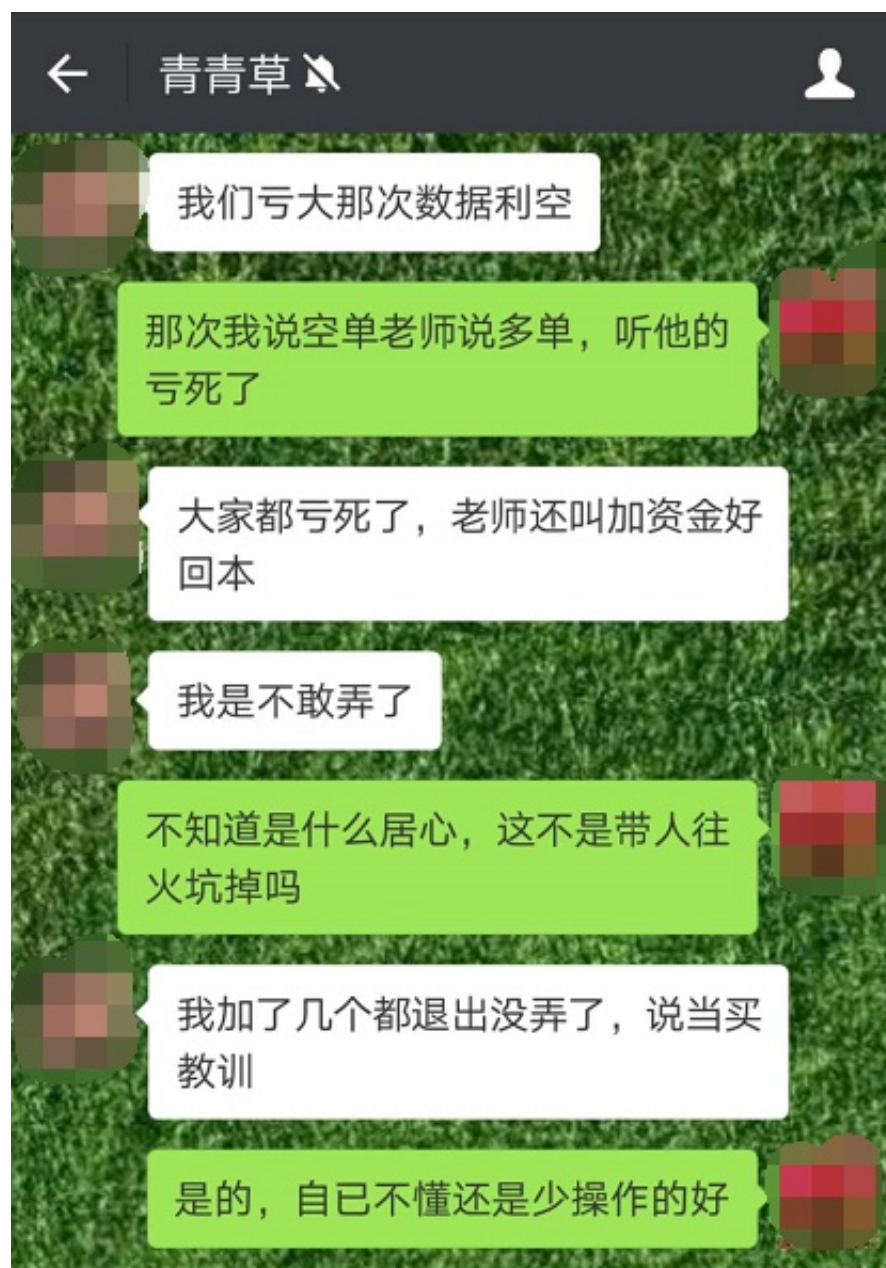 青青草
我们亏大那次数据利空
那次我说空单老师说多单，听他的
亏死了
大家都亏死了，老师还叫加资金好
回本
我是不敢弄了
不知道是什么居心，这不是带人往
火坑掉吗
我加了几个都退出没弄了，说当买
教训
是的，自已不懂还是少操作的好